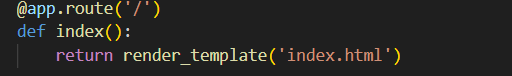 @app.route('/')
def index():
    return render_template('index.html')